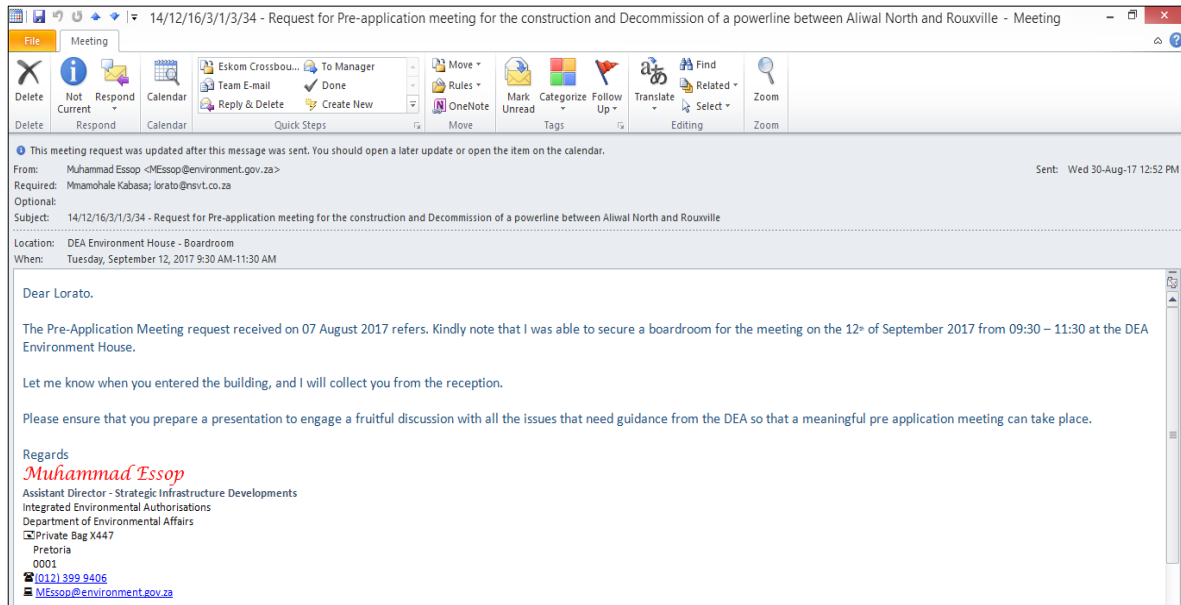 14/12/16/3/1/3/34 - Request for Pre-application meeting for the construction and Decommission of a powerline between Aliwal North and Rouxville - Meeting
File Meeting
Delete
Not Current
Respond
Calendar
Eskom Crossbou... To Manager
Team E-mail Done
Reply & Delete Create New
Move
Rules
OneNote
Mark Unread
Categorize
Follow Up
Translate
Find
Related
Select
Zoom
Delete Respond Calendar Quick Steps Move Tags Editing Zoom
This meeting request was updated after this message was sent. You should open a later update or open the item on the calendar.
From: Muhammad Essop <MEssop@environment.gov.za> Sent: Wed 30-Aug-17 12:52 PM
Required: Mmamohale Kabasa; lorato@nsvt.co.za
Optional:
Subject: 14/12/16/3/1/3/34 - Request for Pre-application meeting for the construction and Decommission of a powerline between Aliwal North and Rouxville
Location: DEA Environment House - Boardroom
When: Tuesday, September 12, 2017 9:30 AM-11:30 AM
Dear Lorato.
The Pre-Application Meeting request received on 07 August 2017 refers. Kindly note that I was able to secure a boardroom for the meeting on the 12th of September 2017 from 09:30 – 11:30 at the DEA
Environment House.
Let me know when you entered the building, and I will collect you from the reception.
Please ensure that you prepare a presentation to engage a fruitful discussion with all the issues that need guidance from the DEA so that a meaningful pre application meeting can take place.
Regards
Muhammad Essop
Assistant Director - Strategic Infrastructure Developments
Integrated Environmental Authorisations
Department of Environmental Affairs
Private Bag X447
Pretoria
0001
(012) 399 9406
MEssop@environment.gov.za